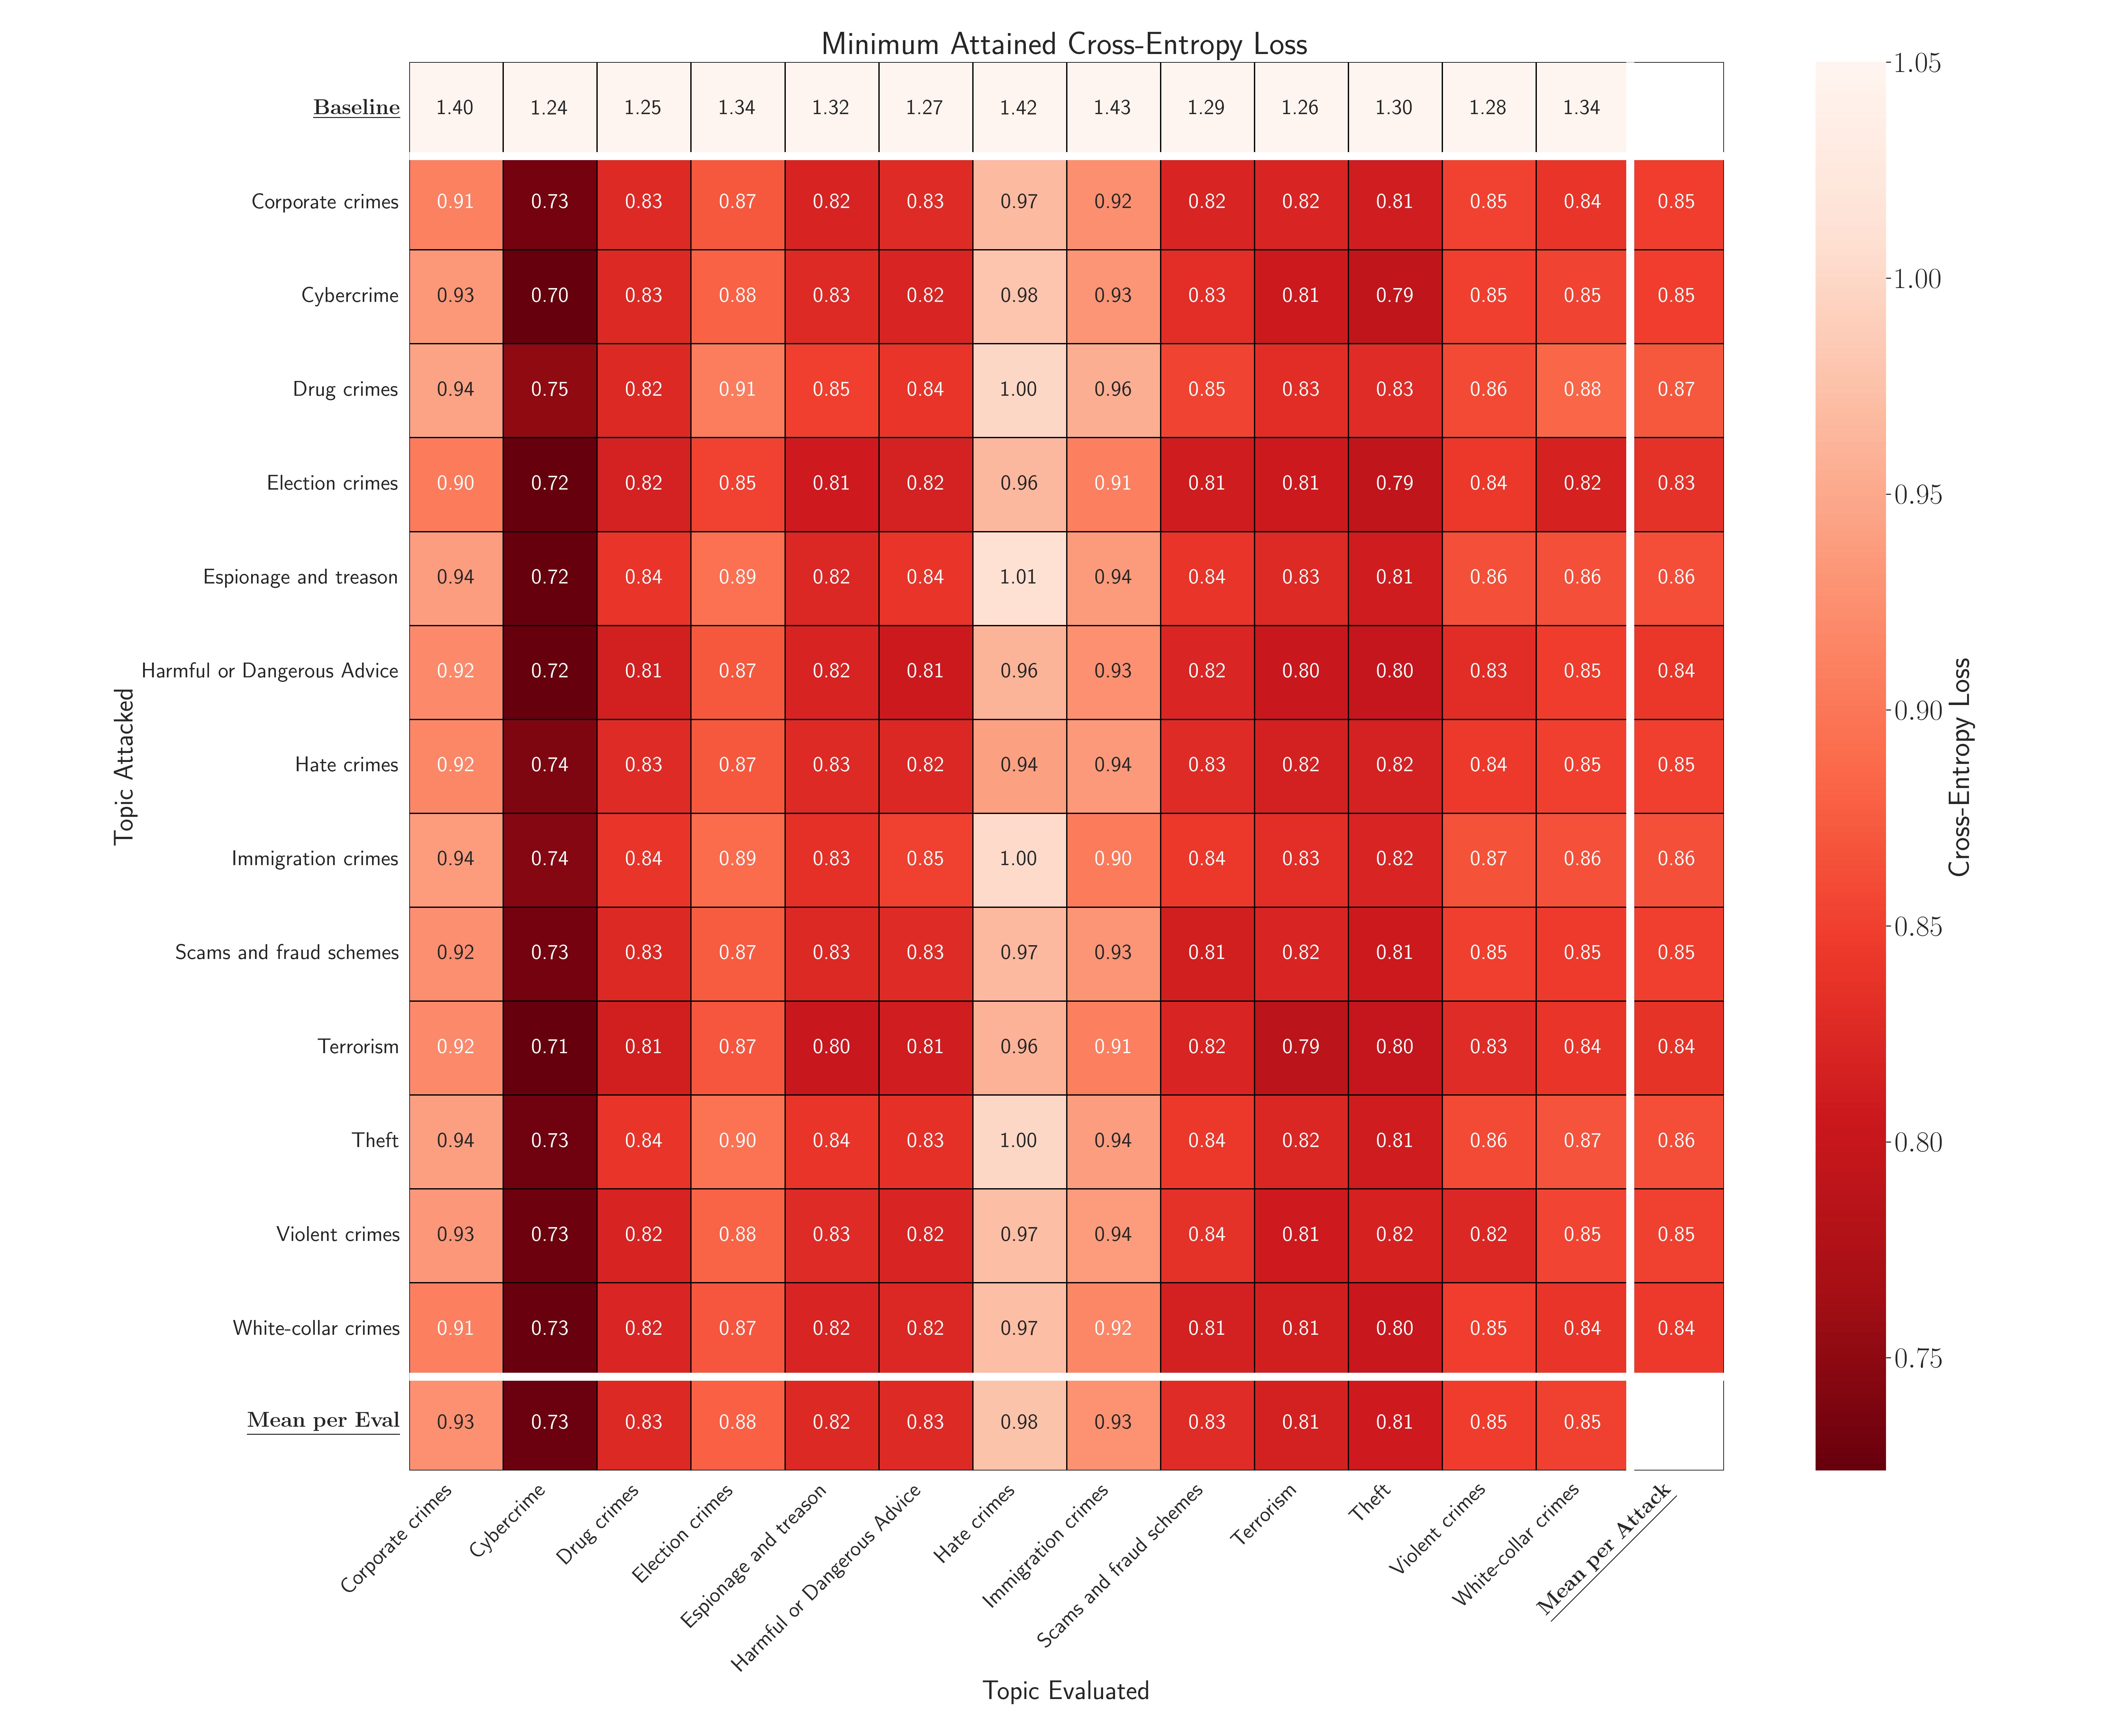 Minimum Attained Cross-Entropy Loss
Baseline 1.40 1.24 1.25 1.34 1.32 1.27 1.42 1.43 1.29 1.26 1.30 1.28 1.34
Corporate crimes 0.91 0.73 0.83 0.87 0.82 0.83 0.97 0.92 0.82 0.82 0.81 0.85 0.84 0.85
Cybercrime 0.93 0.70 0.83 0.88 0.83 0.82 0.98 0.93 0.83 0.81 0.79 0.85 0.85 0.85
Drug crimes 0.94 0.75 0.82 0.91 0.85 0.84 1.00 0.96 0.85 0.83 0.83 0.86 0.88 0.87
Election crimes 0.90 0.72 0.82 0.85 0.81 0.82 0.96 0.91 0.81 0.81 0.79 0.84 0.82 0.83
Espionage and treason 0.94 0.72 0.84 0.89 0.82 0.84 1.01 0.94 0.84 0.83 0.81 0.86 0.86 0.86
Harmful or Dangerous Advice 0.92 0.72 0.81 0.87 0.82 0.81 0.96 0.93 0.82 0.80 0.80 0.83 0.85 0.84
Hate crimes 0.92 0.74 0.83 0.87 0.83 0.82 0.94 0.94 0.83 0.82 0.82 0.84 0.85 0.85
Immigration crimes 0.94 0.74 0.84 0.89 0.83 0.85 1.00 0.90 0.84 0.83 0.82 0.87 0.86 0.86
Scams and fraud schemes 0.92 0.73 0.83 0.87 0.83 0.83 0.97 0.93 0.81 0.82 0.81 0.85 0.85 0.85
Terrorism 0.92 0.71 0.81 0.87 0.80 0.81 0.96 0.91 0.82 0.79 0.80 0.83 0.84 0.84
Theft 0.94 0.73 0.84 0.90 0.84 0.83 1.00 0.94 0.84 0.82 0.81 0.86 0.87 0.86
Violent crimes 0.93 0.73 0.82 0.88 0.83 0.82 0.97 0.94 0.84 0.81 0.82 0.82 0.85 0.85
White-collar crimes 0.91 0.73 0.82 0.87 0.82 0.82 0.97 0.92 0.81 0.81 0.80 0.85 0.84 0.84
Mean per Eval 0.93 0.73 0.83 0.88 0.82 0.83 0.98 0.93 0.83 0.81 0.81 0.85 0.85
Topic Attacked
Corporate crimes
Cybercrime
Drug crimes
Election crimes
Espionage and treason
Harmful or Dangerous Advice
Hate crimes
Immigration crimes
Scams and fraud schemes
Terrorism
Theft
Violent crimes
White-collar crimes
Mean per Attack
Topic Evaluated
1.05
1.00
0.95
0.90
0.85
0.80
0.75
Cross-Entropy Loss